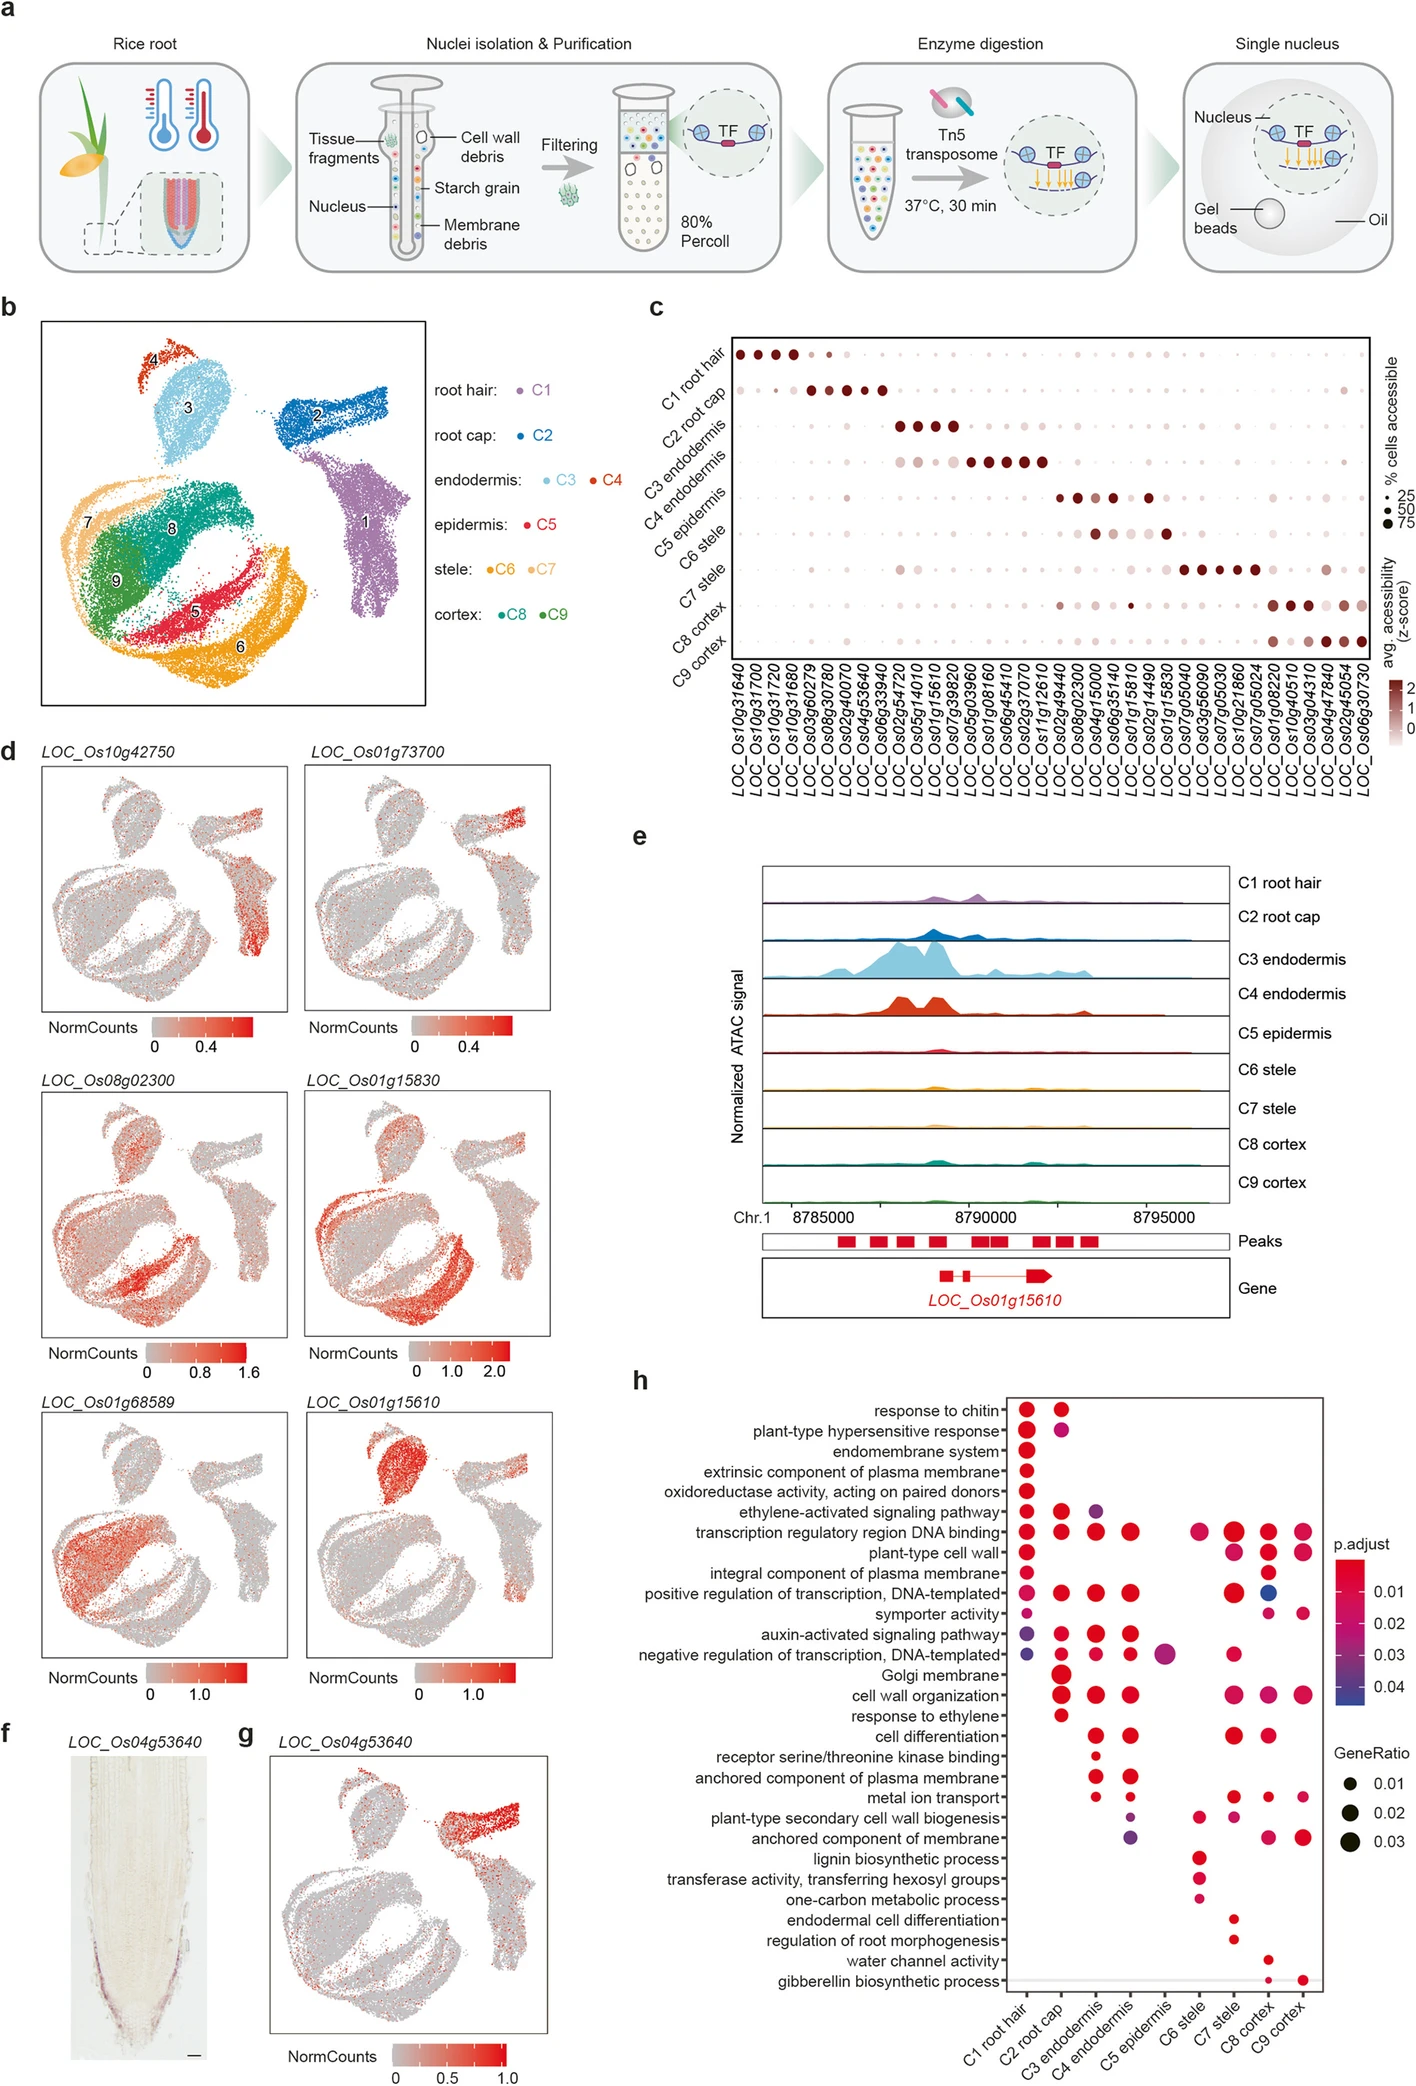 a
Rice root
Nuclei isolation & Purification
Enzyme digestion
Single nucleus
Tissue
fragments
Nucleus
Cell wall
debris
Starch grain
Membrane
debris
Filtering
TF
80%
Percoll
Tn5
transposome
37°C, 30 min
TF
Nucleus
TF
Gel
beads
Oil
b
4
3
2
1
7
8
9
5
6
root hair: C1
root cap: C2
endodermis: C3 C4
epidermis: C5
stele: C6 C7
cortex: C8 C9
c
C1 root hair
C2 root cap
C3 endodermis
C4 endodermis
C5 epidermis
C6 stele
C7 stele
C8 cortex
C9 cortex
LOC_Os10g31640
LOC_Os10g31700
LOC_Os10g31720
LOC_Os10g31680
LOC_Os03g60279
LOC_Os08g30780
LOC_Os02g40070
LOC_Os04g53640
LOC_Os06g33940
LOC_Os02g54720
LOC_Os05g14010
LOC_Os01g15610
LOC_Os07g39820
LOC_Os05g03960
LOC_Os01g08160
LOC_Os06g45410
LOC_Os02g37070
LOC_Os11g12610
LOC_Os02g49440
LOC_Os08g02300
LOC_Os04g15000
LOC_Os06g35140
LOC_Os01g15810
LOC_Os02g14490
LOC_Os01g15830
LOC_Os07g05040
LOC_Os03g56090
LOC_Os07g05030
LOC_Os10g21860
LOC_Os07g05024
LOC_Os01g08220
LOC_Os10g40510
LOC_Os03g04310
LOC_Os04g47840
LOC_Os02g45054
LOC_Os06g30730
% cells accessible
25
50
75
avg. acessibility
(z-score)
2
1
0
d
LOC_Os10g42750
NormCounts
0 0.4
LOC_Os01g73700
NormCounts
0 0.4
LOC_Os08g02300
NormCounts
0 0.8 1.6
LOC_Os01g15830
NormCounts
0 1.0 2.0
LOC_Os01g68589
NormCounts
0 1.0
LOC_Os01g15610
NormCounts
0 1.0
e
Normalized ATAC signal
C1 root hair
C2 root cap
C3 endodermis
C4 endodermis
C5 epidermis
C6 stele
C7 stele
C8 cortex
C9 cortex
Chr.1 8785000 8790000 8795000
Peaks
Gene
LOC_Os01g15610
f
LOC_Os04g53640
g
LOC_Os04g53640
NormCounts
0 0.5 1.0
h
response to chitin
plant-type hypersensitive response
endomembrane system
extrinsic component of plasma membrane
oxidoreductase activity, acting on paired donors
ethylene-activated signaling pathway
transcription regulatory region DNA binding
plant-type cell wall
integral component of plasma membrane
positive regulation of transcription, DNA-templated
symporter activity
auxin-activated signaling pathway
negative regulation of transcription, DNA-templated
Golgi membrane
cell wall organization
response to ethylene
cell differentiation
receptor serine/threonine kinase binding
anchored component of plasma membrane
metal ion transport
plant-type secondary cell wall biogenesis
anchored component of membrane
lignin biosynthetic process
transferase activity, transferring hexosyl groups
one-carbon metabolic process
endodermal cell differentiation
regulation of root morphogenesis
water channel activity
gibberellin biosynthetic process
C1 root hair
C2 root cap
C3 endodermis
C4 endodermis
C5 epidermis
C6 stele
C7 stele
C8 cortex
C9 cortex
p.adjust
0.01
0.02
0.03
0.04
GeneRatio
0.01
0.02
0.03